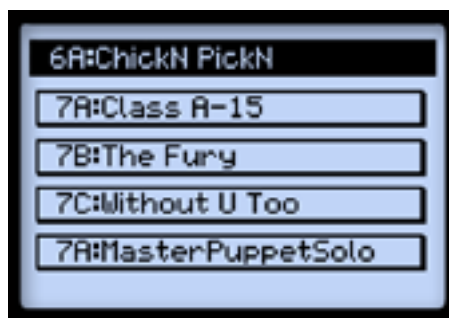 6A:ChickN PickN
7A:Class A-15
7B:The Fury
7C:Without U Too
7A:MasterPuppetSolo